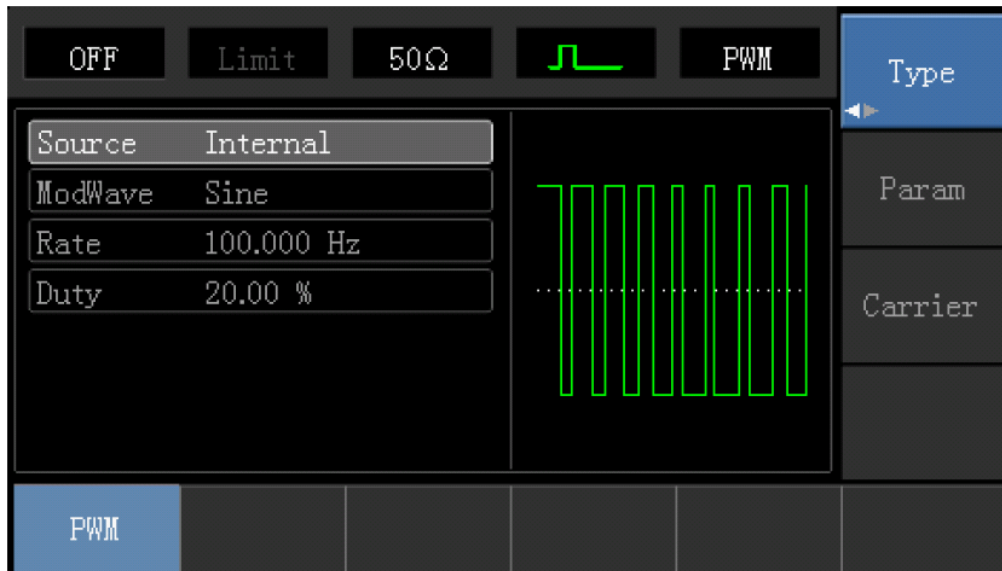 OFF Limit 50Ω PWM
Type
Source Internal
ModWave Sine
Rate 100.000 Hz
Duty 20.00 %
Param
Carrier
PWM